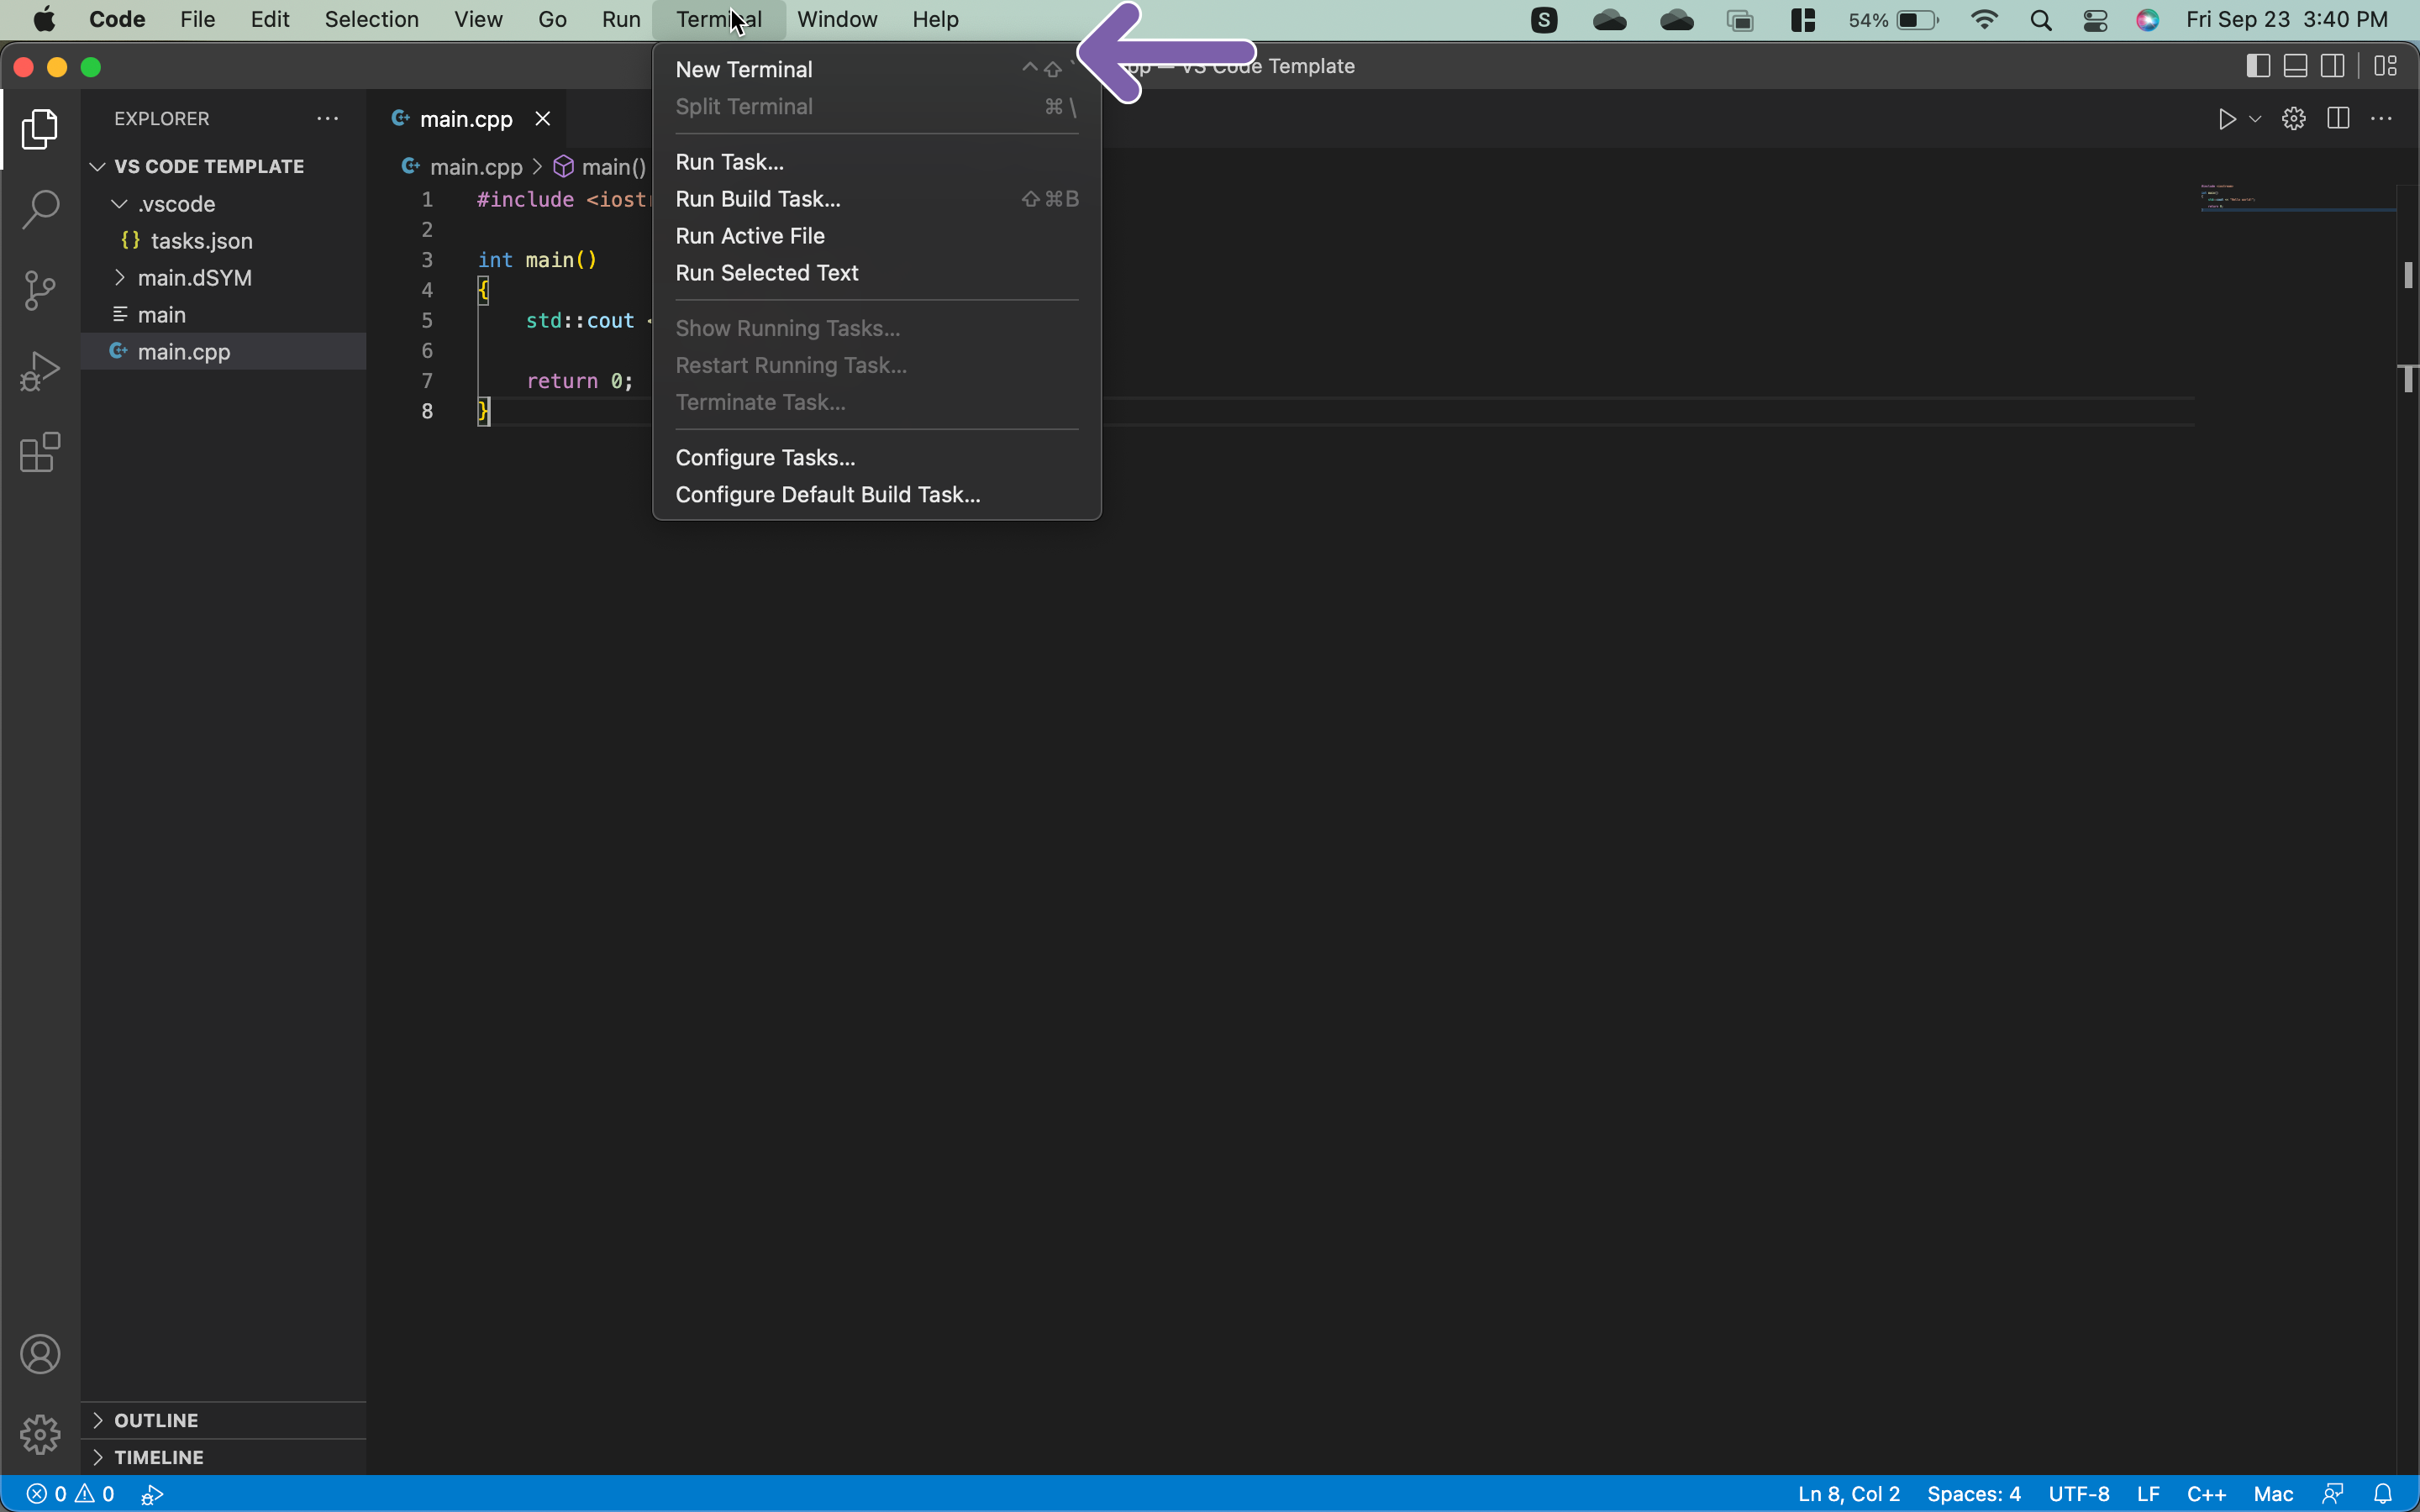 Code File Edit Selection View Go Run Terminal Window Help S 54% Fri Sep 23 3:40 PM
VS Code Template
EXPLORER ···
VS CODE TEMPLATE
.vscode
{} tasks.json
main.dSYM
main
main.cpp
OUTLINE
TIMELINE
main.cpp
main.cpp > main()
1 #include <iost
2
3 int main()
4 {
5 std::cout <
6
7 return 0;
8 }
New Terminal ^⇧`
Split Terminal ⌘\
Run Task...
Run Build Task... ⇧⌘B
Run Active File
Run Selected Text
Show Running Tasks...
Restart Running Task...
Terminate Task...
Configure Tasks...
Configure Default Build Task...
0 0 Ln 8, Col 2 Spaces: 4 UTF-8 LF C++ Mac